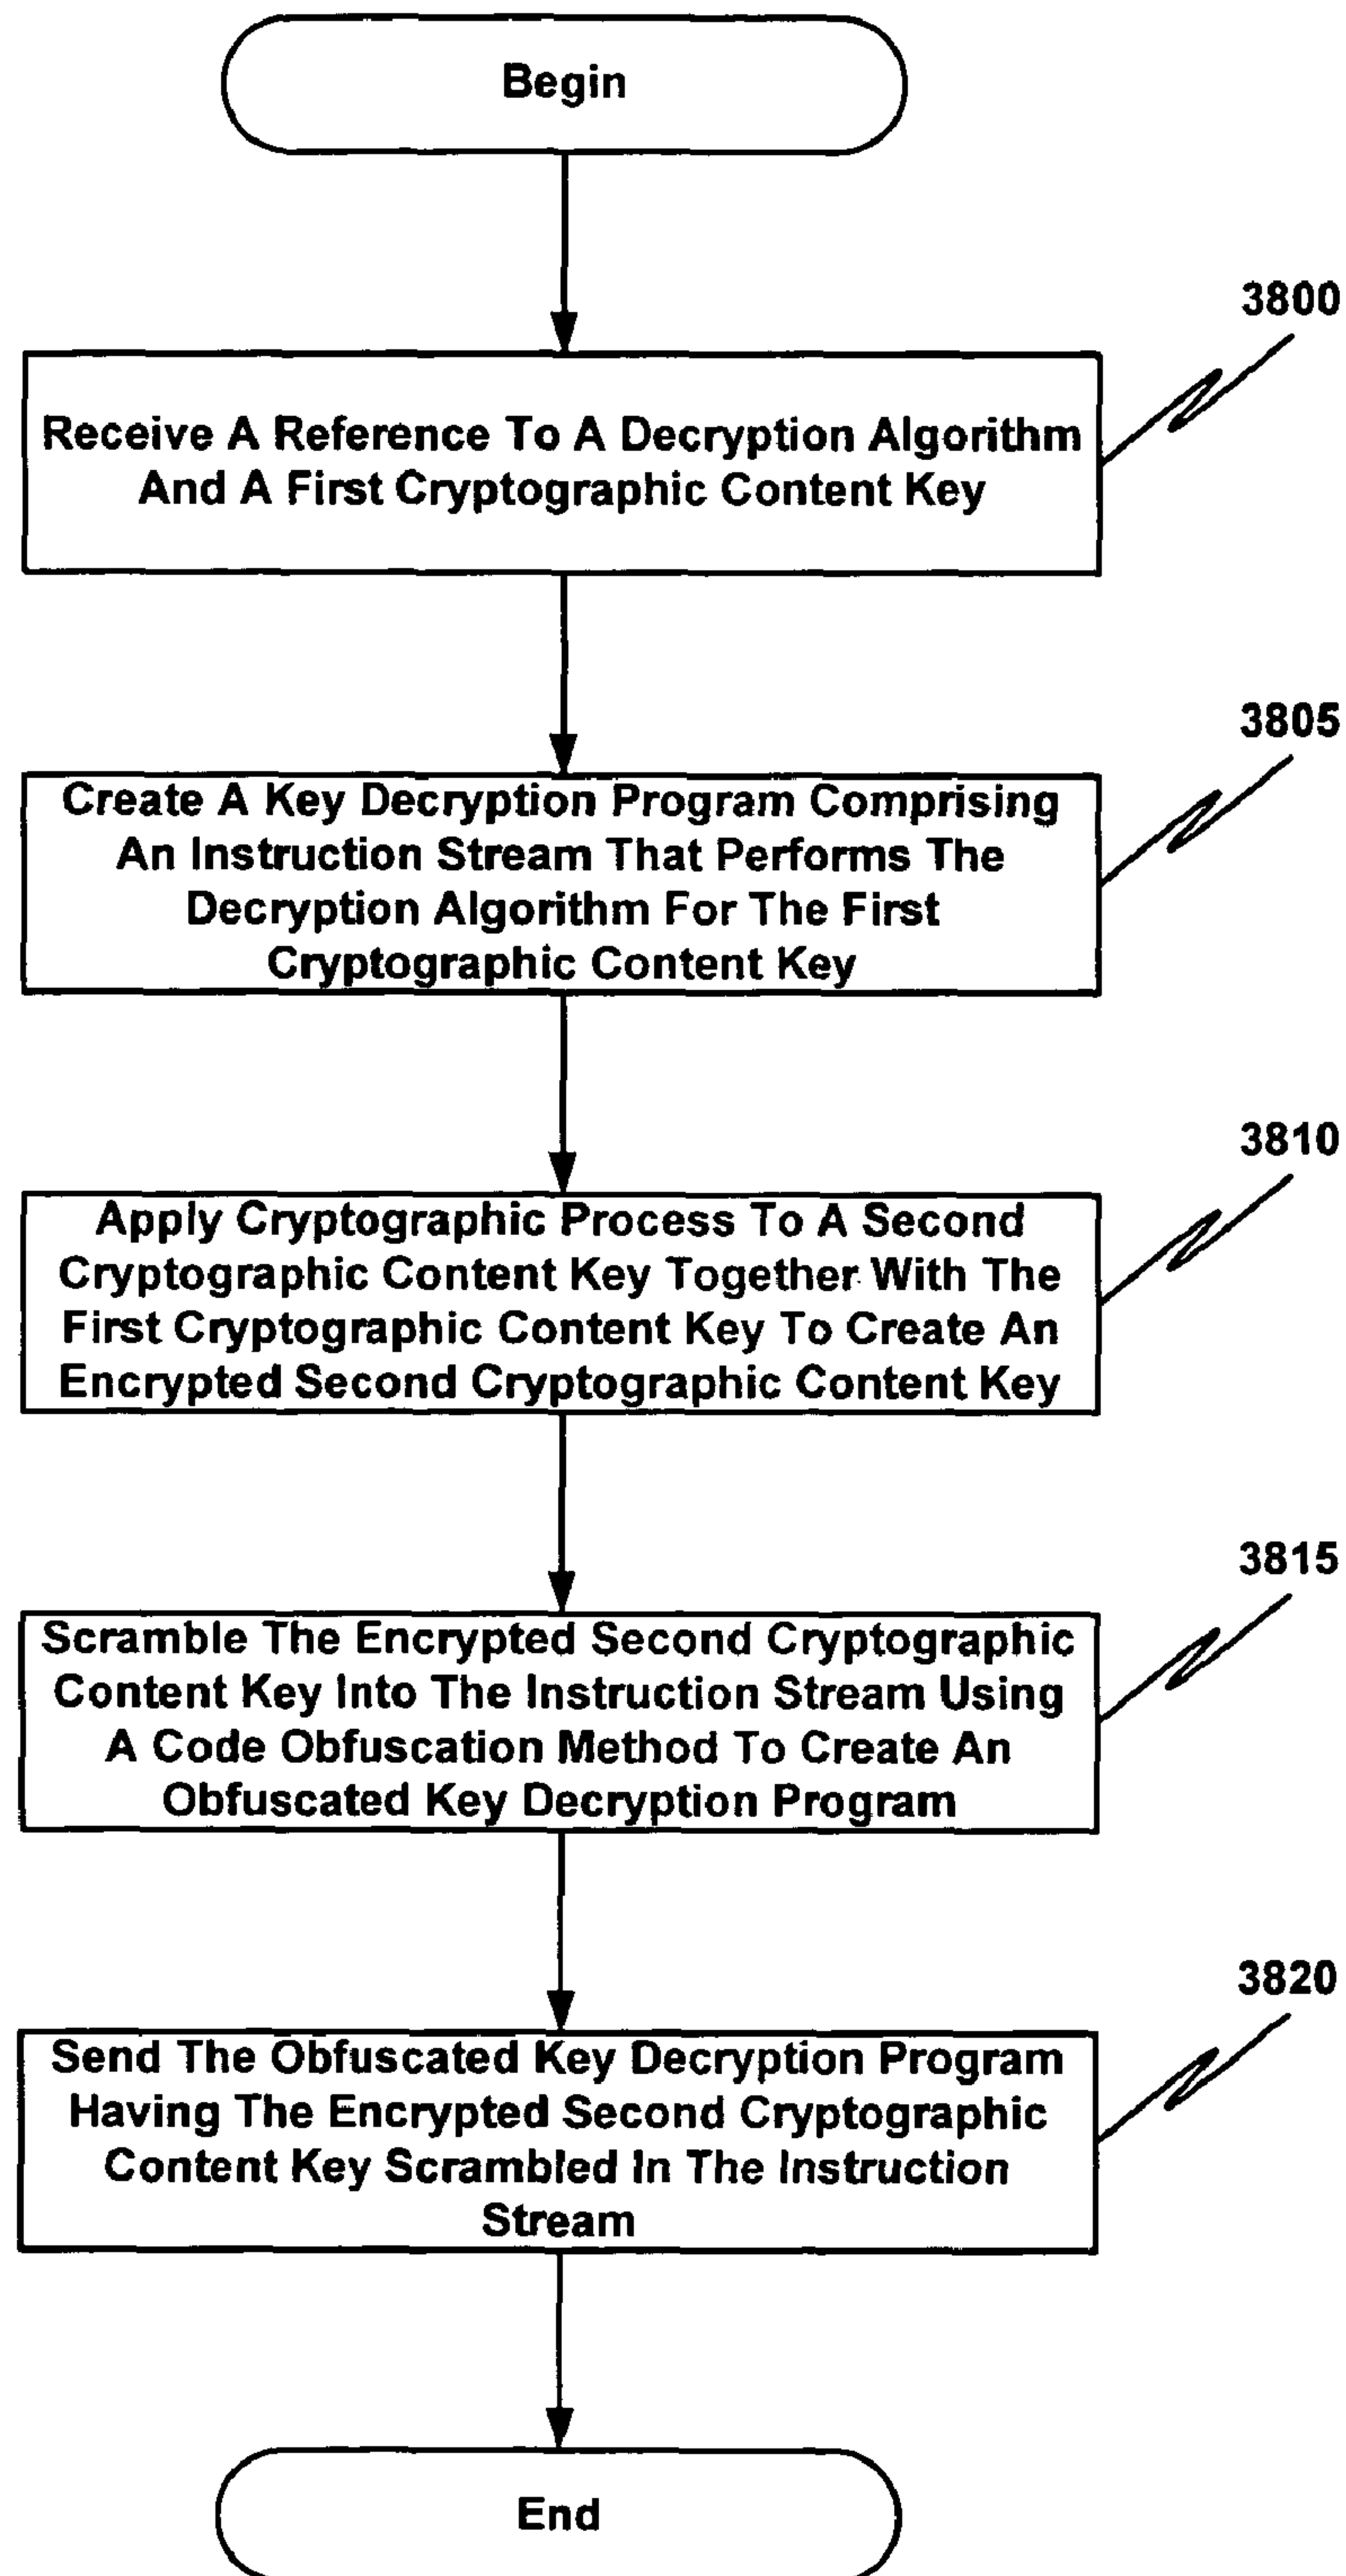 Begin
3800
Receive A Reference To A Decryption Algorithm
And A First Cryptographic Content Key
3805
Create A Key Decryption Program Comprising
An Instruction Stream That Performs The
Decryption Algorithm For The First
Cryptographic Content Key
3810
Apply Cryptographic Process To A Second
Cryptographic Content Key Together With The
First Cryptographic Content Key To Create An
Encrypted Second Cryptographic Content Key
3815
Scramble The Encrypted Second Cryptographic
Content Key Into The Instruction Stream Using
A Code Obfuscation Method To Create An
Obfuscated Key Decryption Program
3820
Send The Obfuscated Key Decryption Program
Having The Encrypted Second Cryptographic
Content Key Scrambled In The Instruction
Stream
End